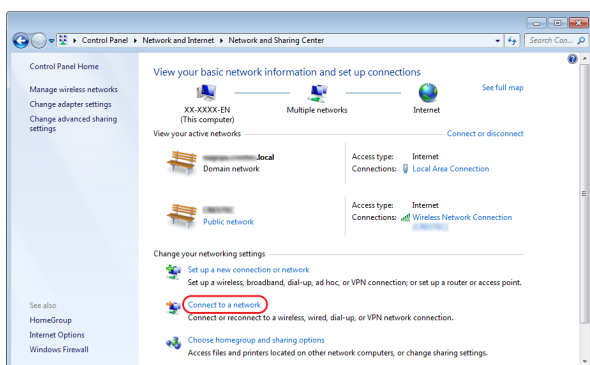 Control Panel ▸ Network and Internet ▸ Network and Sharing Center
Search Con...
Control Panel Home
Manage wireless networks
Change adapter settings
Change advanced sharing
settings
View your basic network information and set up connections
See full map
XX-XXXX-EN
(This computer)
Multiple networks
Internet
View your active networks
Connect or disconnect
.local
Domain network
Access type: Internet
Connections: Local Area Connection
Public network
Access type: Internet
Connections: Wireless Network Connection
Change your networking settings
Set up a new connection or network
Set up a wireless, broadband, dial-up, ad hoc, or VPN connection; or set up a router or access point.
Connect to a network
Connect or reconnect to a wireless, wired, dial-up, or VPN network connection.
Choose homegroup and sharing options
Access files and printers located on other network computers, or change sharing settings.
See also
HomeGroup
Internet Options
Windows Firewall